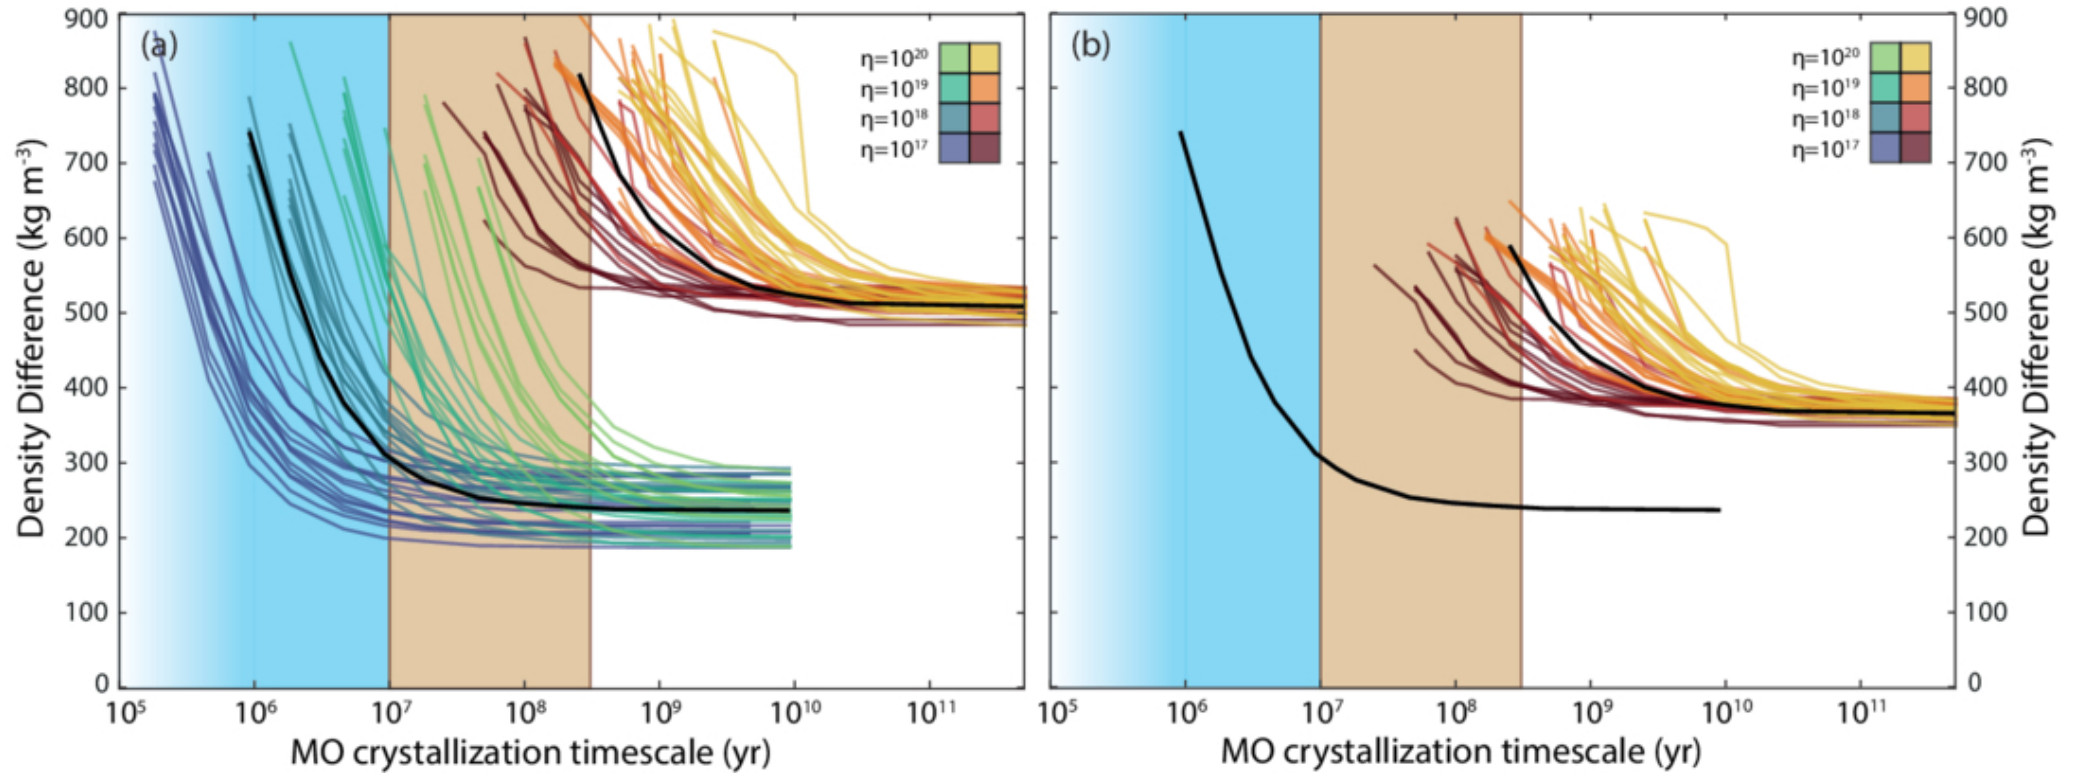 (a)
η=10²⁰
η=10¹⁹
η=10¹⁸
η=10¹⁷
900
800
700
600
500
400
300
200
100
0
Density Difference (kg m⁻³)
10⁵ 10⁶ 10⁷ 10⁸ 10⁹ 10¹⁰ 10¹¹
MO crystallization timescale (yr)
(b)
η=10²⁰
η=10¹⁹
η=10¹⁸
η=10¹⁷
900
800
700
600
500
400
300
200
100
0
Density Difference (kg m⁻³)
10⁵ 10⁶ 10⁷ 10⁸ 10⁹ 10¹⁰ 10¹¹
MO crystallization timescale (yr)